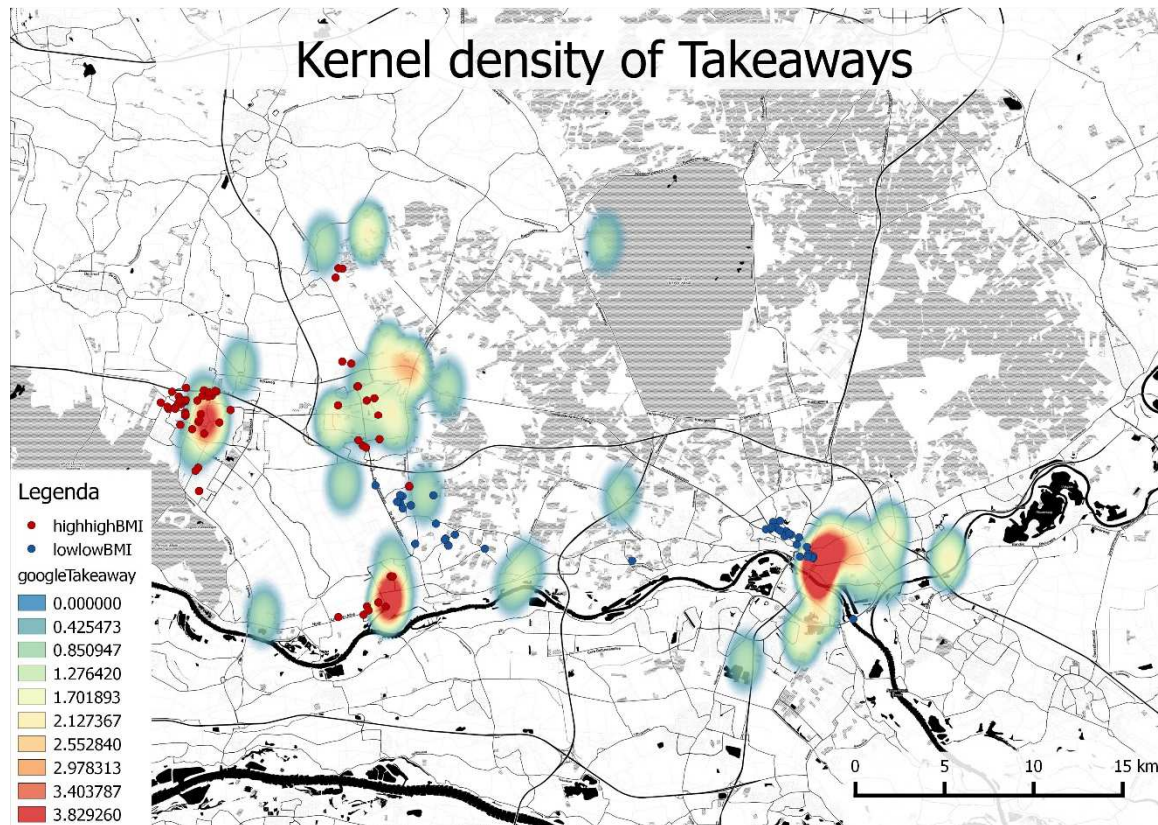 Kernel density of Takeaways
Legenda
highhighBMI
lowlowBMI
googleTakeaway
0.000000
0.425473
0.850947
1.276420
1.701893
2.127367
2.552840
2.978313
3.403787
3.829260
0
5
10
15 km